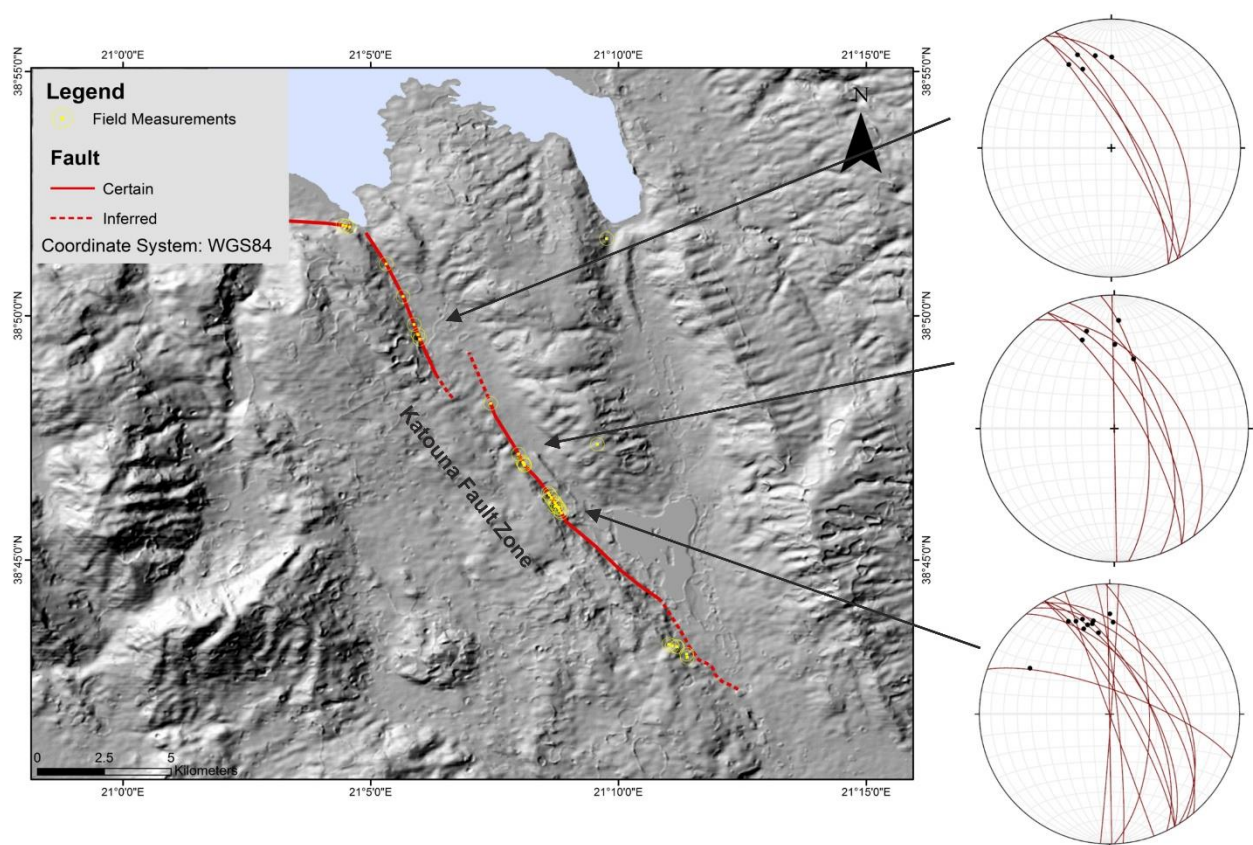 21°0'0"E 21°5'0"E 21°10'0"E 21°15'0"E
38°55'0"N
38°55'0"N
Legend
Field Measurements
Fault
Certain
Inferred
Coordinate System: WGS84
N
38°50'0"N
38°50'0"N
Katouna Fault Zone
38°45'0"N
38°45'0"N
0 2.5 5
Kilometers
21°0'0"E 21°5'0"E 21°10'0"E 21°15'0"E